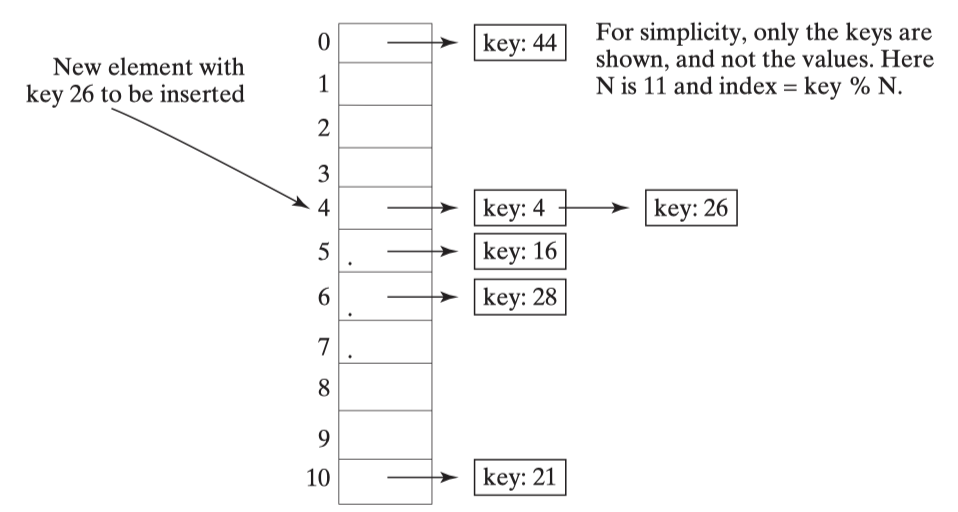 For simplicity, only the keys are
shown, and not the values. Here
N is 11 and index = key % N.
New element with
key 26 to be inserted
0 key: 44
1
2
3
4 key: 4 key: 26
5 . key: 16
6 . key: 28
7 .
8
9
10 key: 21